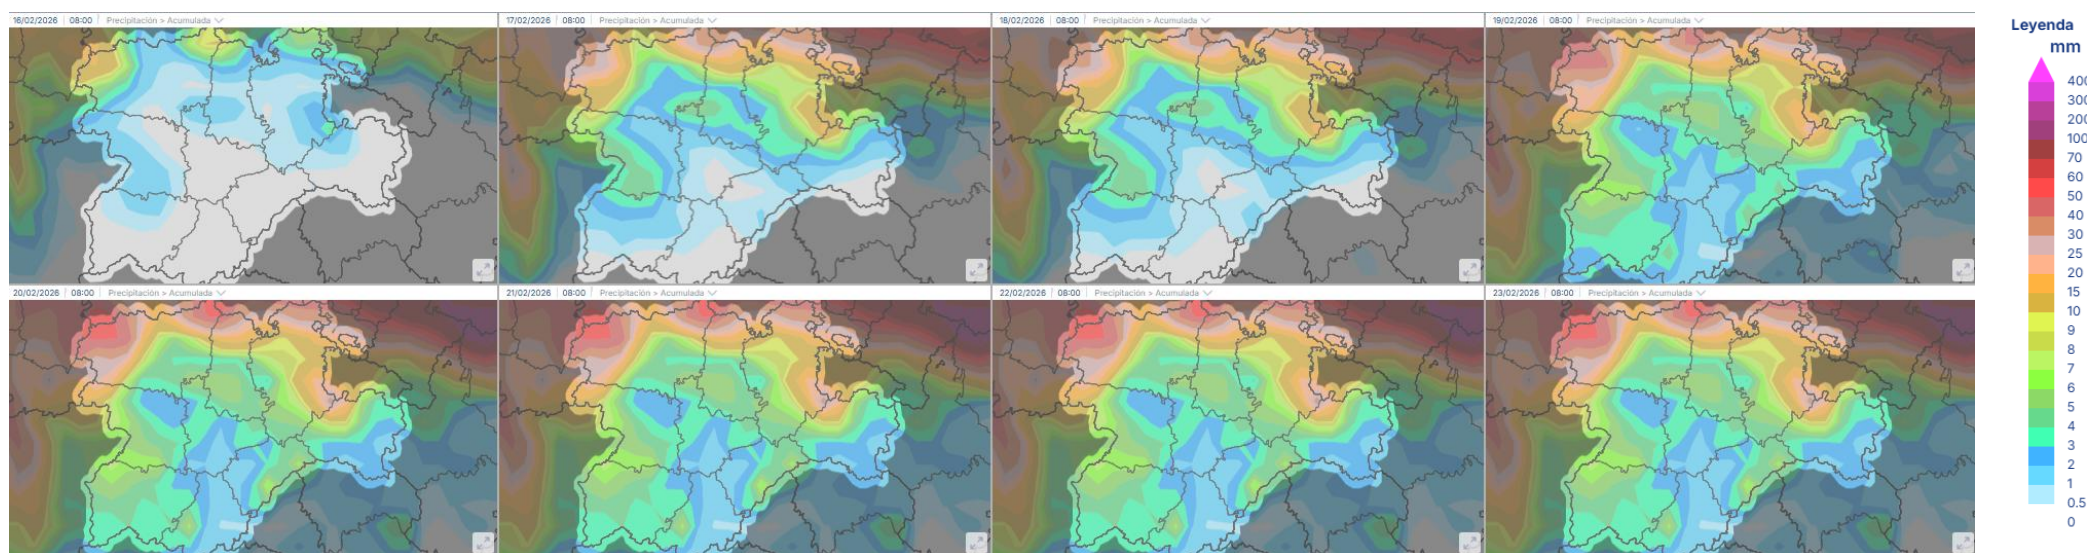 16/02/2026 | 08:00 | Precipitación > Acumulada
17/02/2026 | 08:00 | Precipitación > Acumulada
18/02/2026 | 08:00 | Precipitación > Acumulada
19/02/2026 | 08:00 | Precipitación > Acumulada
20/02/2026 | 08:00 | Precipitación > Acumulada
21/02/2026 | 08:00 | Precipitación > Acumulada
22/02/2026 | 08:00 | Precipitación > Acumulada
23/02/2026 | 08:00 | Precipitación > Acumulada
Leyenda
mm
400
300
200
100
70
60
50
40
30
25
20
15
10
9
8
7
6
5
4
3
2
1
0.5
0